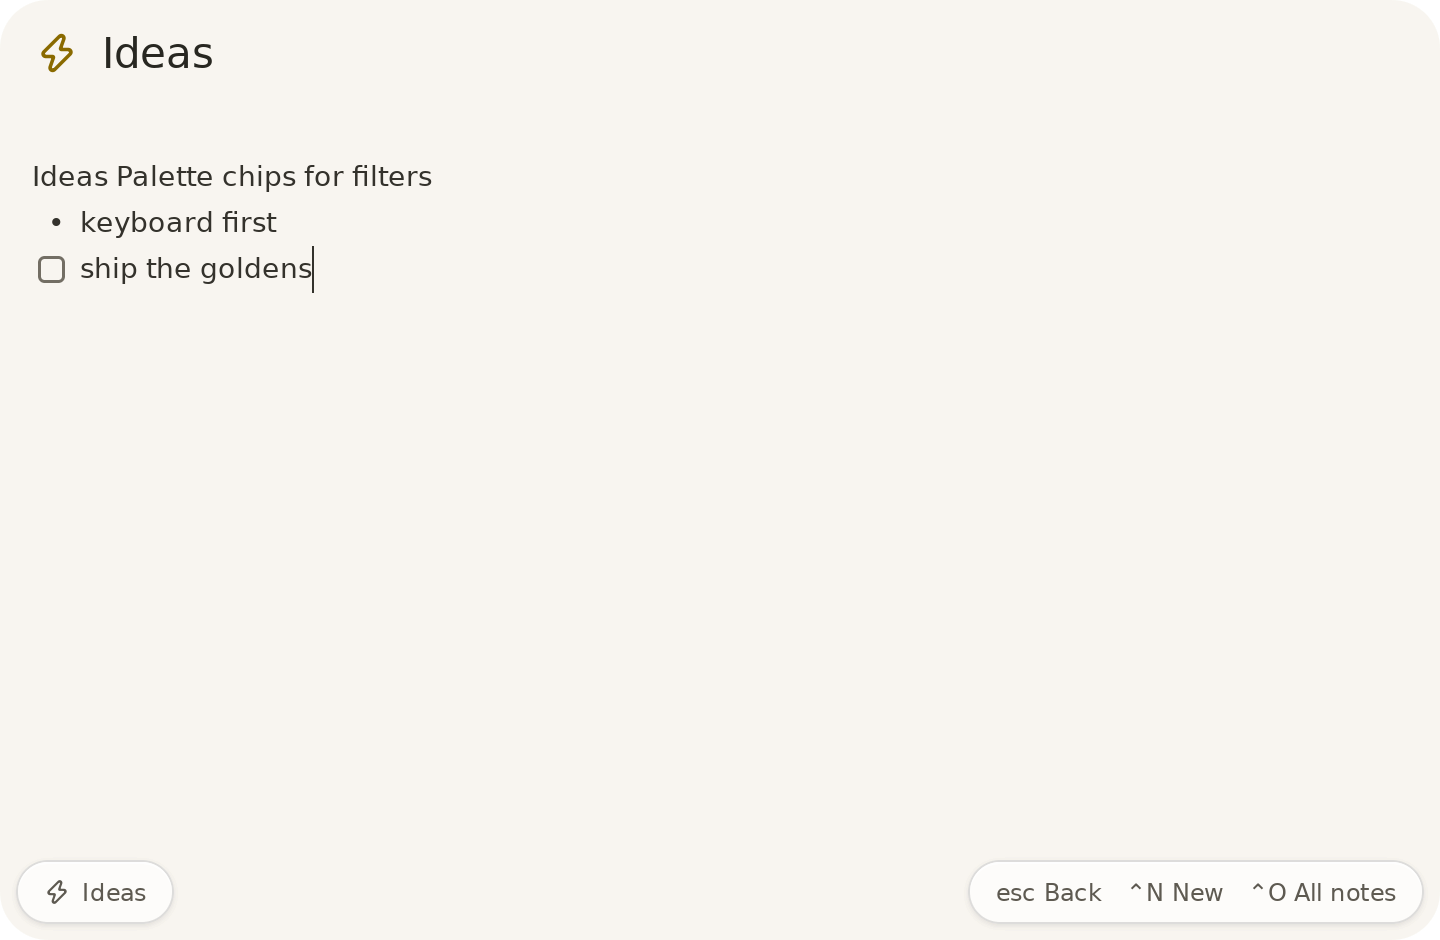 Ideas
Ideas Palette chips for filters
• keyboard first
ship the goldens
Ideas
esc Back ^N New ^O All notes